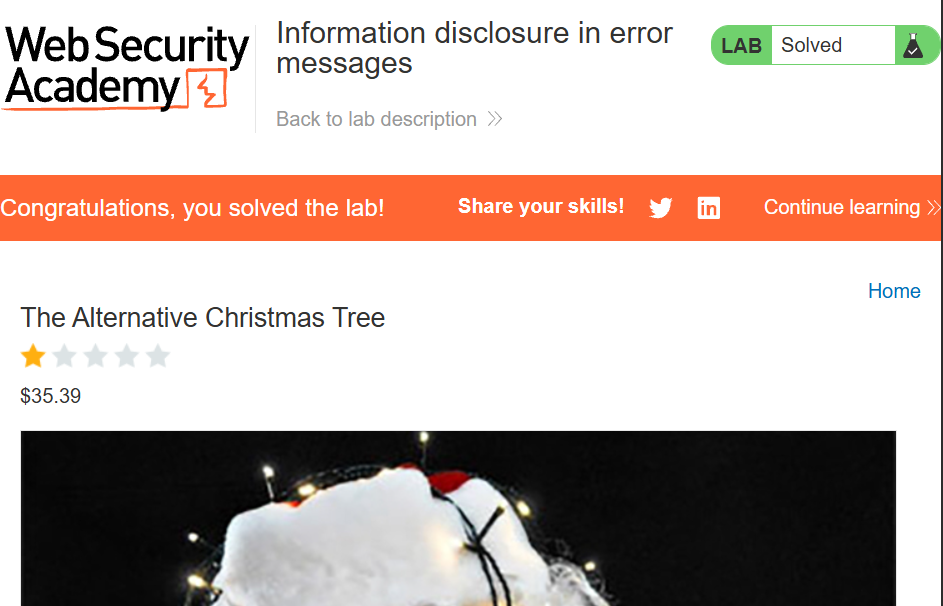 Web Security
Academy
Information disclosure in error
messages
Back to lab description
LAB Solved
Congratulations, you solved the lab!
Share your skills!
in
Continue learning
Home
The Alternative Christmas Tree
$35.39